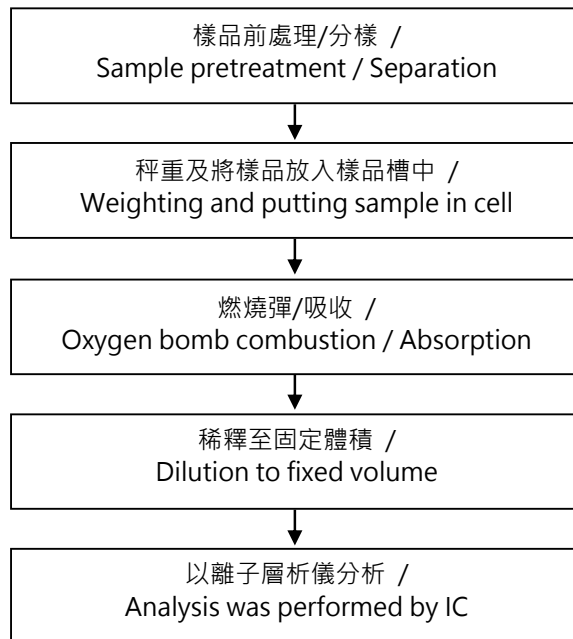 樣品前處理/分樣 /
Sample pretreatment / Separation
秤重及將樣品放入樣品槽中 /
Weighting and putting sample in cell
燃燒彈/吸收 /
Oxygen bomb combustion / Absorption
稀釋至固定體積 /
Dilution to fixed volume
以離子層析儀分析 /
Analysis was performed by IC